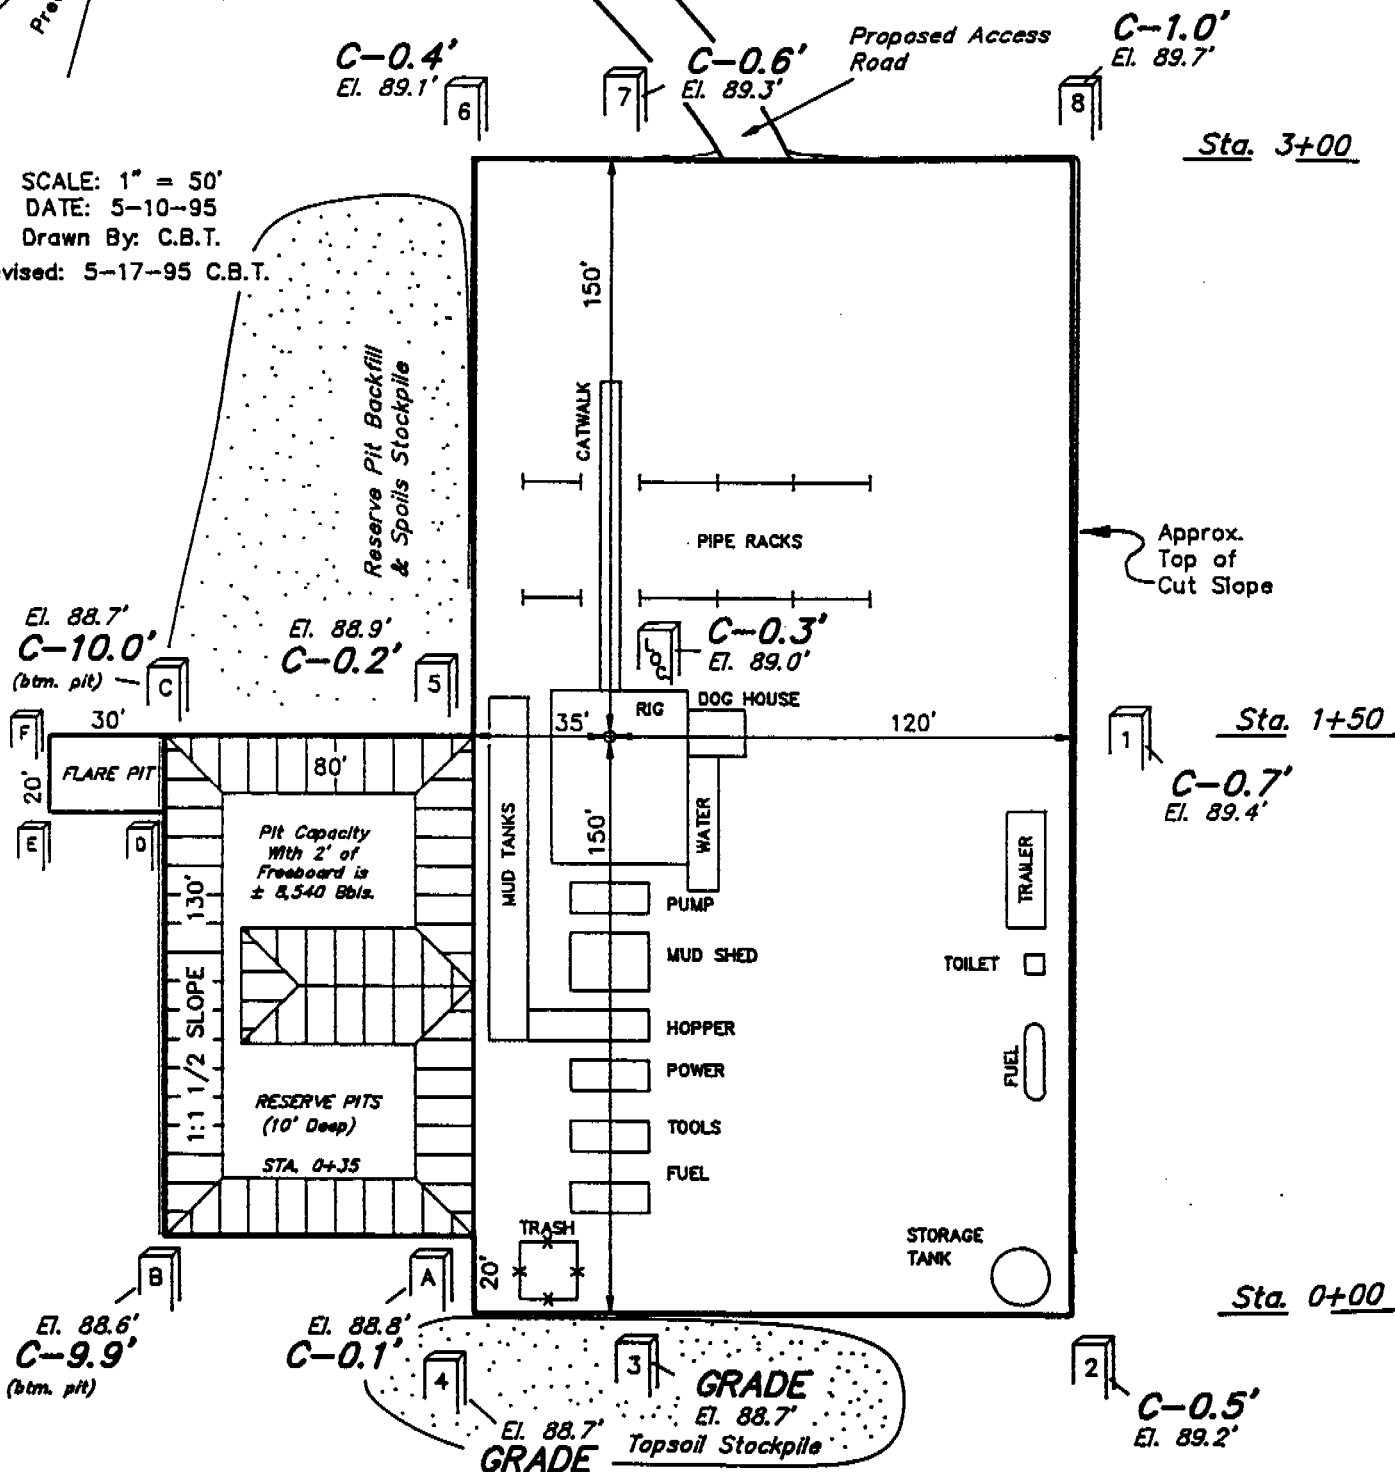 C-0.4'
El. 89.1'
6
7
C-0.6'
El. 89.3'
Proposed Access
Road
C-1.0'
El. 89.7'
8
Sta. 3+00
SCALE: 1" = 50'
DATE: 5-10-95
Drawn By: C.B.T.
vised: 5-17-95 C.B.T.
150'
Reserve Pit Backfill
& Spoils Stockpile
CATWALK
PIPE RACKS
Approx.
Top of
Cut Slope
El. 88.7'
C-10.0'
(btm. pit)
C
El. 88.9'
C-0.2'
5
LOC
C-0.3'
El. 89.0'
F
30'
RIG
DOG HOUSE
35'
120'
1
Sta. 1+50
C-0.7'
El. 89.4'
FLARE PIT
20'
80'
E
D
Pit Capacity
With 2' of
Freeboard is
± 8,540 Bbls.
MUD TANKS
150'
WATER
TRAILER
130'
1:1 1/2 SLOPE
PUMP
MUD SHED
TOILET
HOPPER
POWER
FUEL
RESERVE PITS
(10' Deep)
STA. 0+35
TOOLS
FUEL
TRASH
20'
STORAGE
TANK
B
A
Sta. 0+00
El. 88.6'
C-9.9'
(btm. pit)
El. 88.8'
C-0.1'
4
3
GRADE
El. 88.7'
2
C-0.5'
El. 89.2'
El. 88.7'
GRADE
Topsoil Stockpile